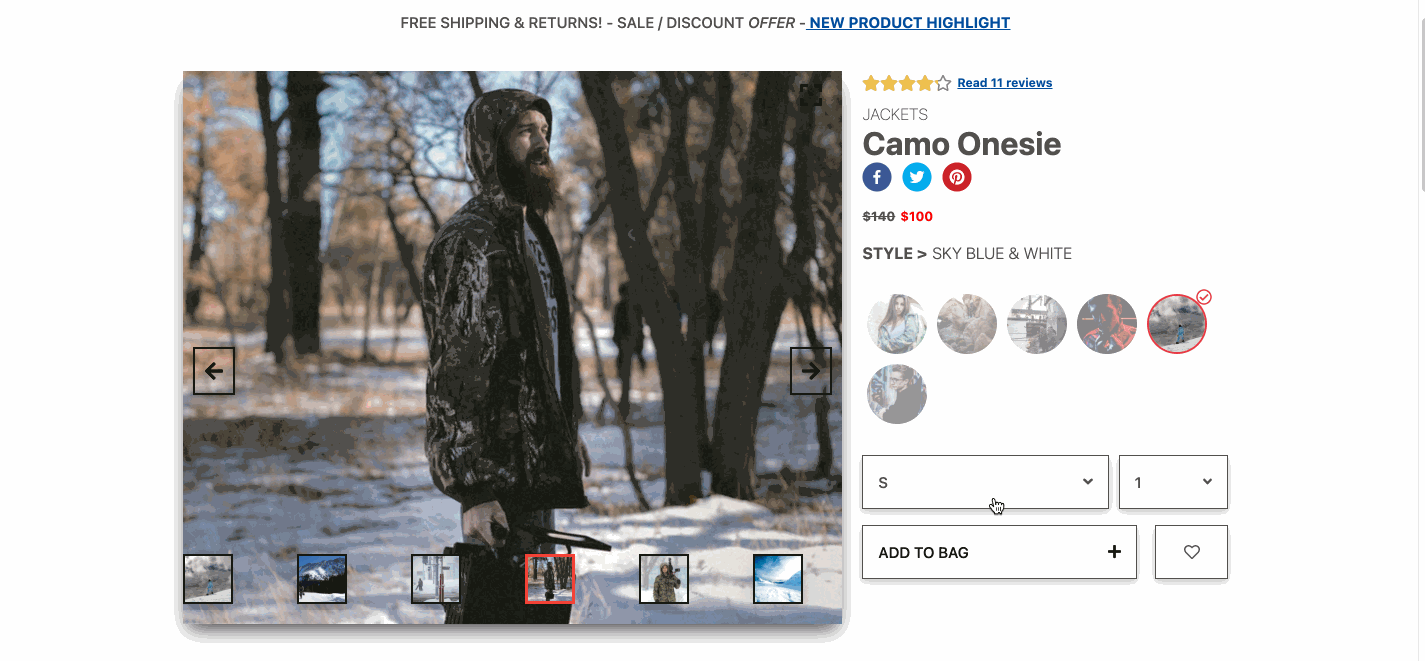 FREE SHIPPING & RETURNS! - SALE / DISCOUNT OFFER - NEW PRODUCT HIGHLIGHT
Read 11 reviews
JACKETS
Camo Onesie
$140 $100
STYLE > SKY BLUE & WHITE
S
1
ADD TO BAG